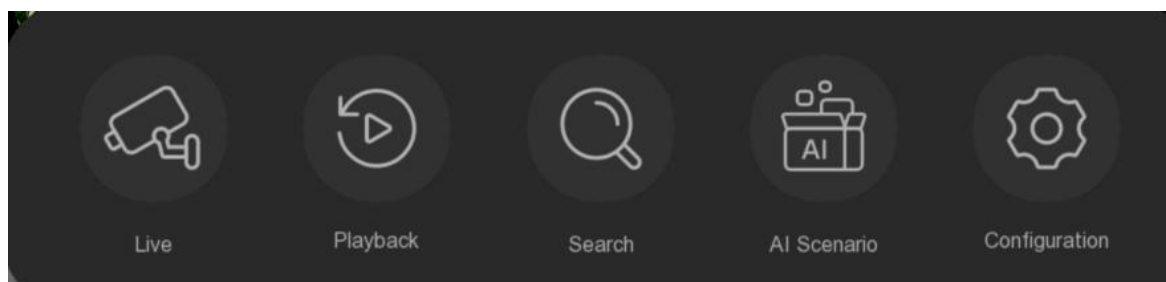 AI
Live
Playback
Search
AI Scenario
Configuration